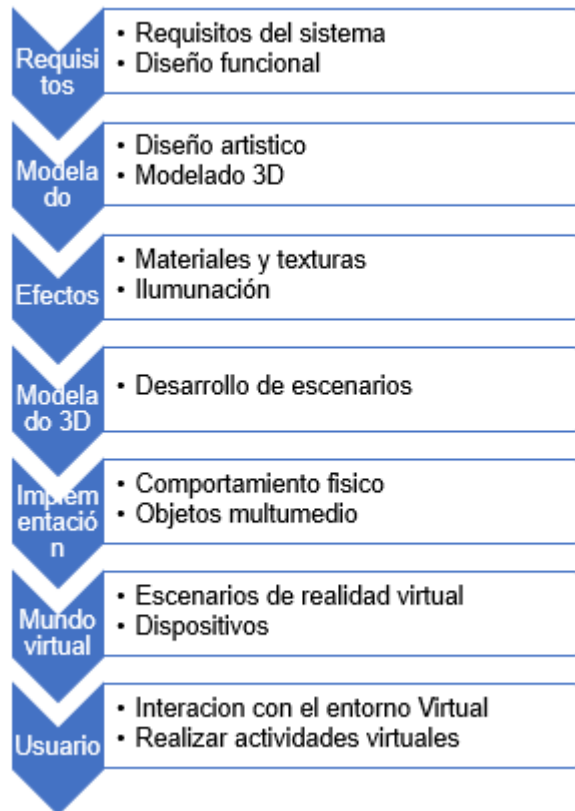 Requisi
tos
• Requisitos del sistema
• Diseño funcional
Modela
do
• Diseño artistico
• Modelado 3D
Efectos
• Materiales y texturas
• Ilumunación
Modela
do 3D
• Desarrollo de escenarios
Implem
entació
n
• Comportamiento fisico
• Objetos multumedio
Mundo
virtual
• Escenarios de realidad virtual
• Dispositivos
Usuario
• Interacion con el entorno Virtual
• Realizar actividades virtuales